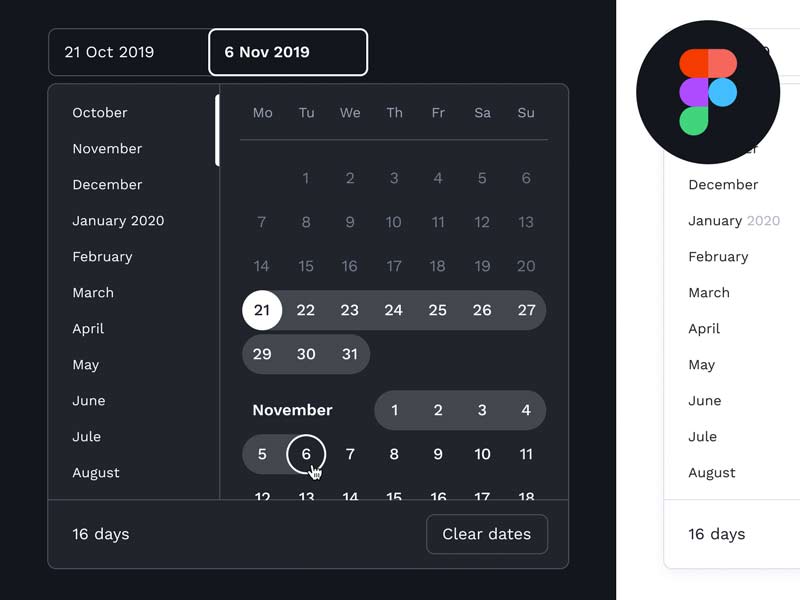 21 Oct 2019
6 Nov 2019
October
November
December
January 2020
February
March
April
May
June
Jule
August
Mo Tu We Th Fr Sa Su
1 2 3 4 5 6
7 8 9 10 11 12 13
14 15 16 17 18 19 20
21 22 23 24 25 26 27
29 30 31
November 1 2 3 4
5 6 7 8 9 10 11
12 13 14 15 16 17 18
16 days
Clear dates
December
January 2020
February
March
April
May
June
Jule
August
16 days